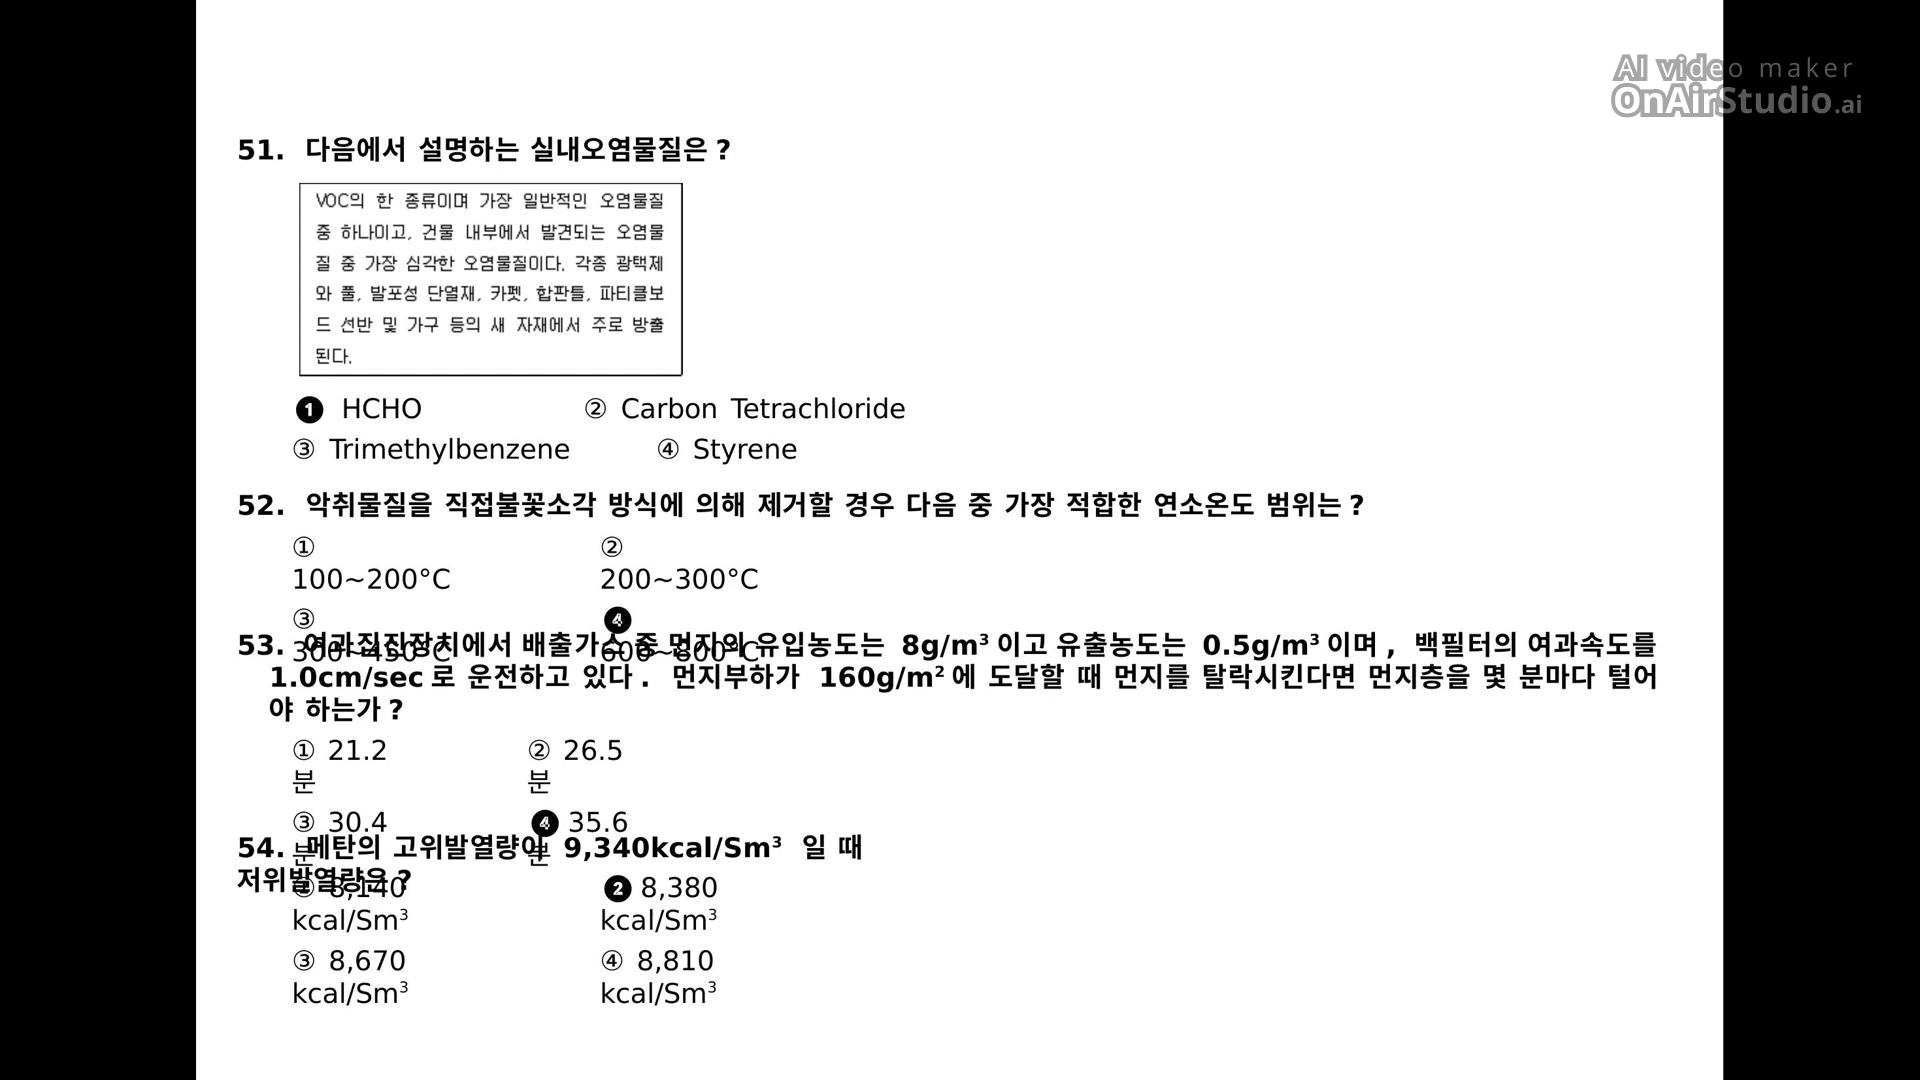 AI video maker
OnAirStudio.ai
51. 다음에서 설명하는 실내오염물질은 ?
VOC의 한 종류이며 가장 일반적인 오염물질
중 하나이고, 건물 내부에서 발견되는 오염물
질 중 가장 심각한 오염물질이다. 각종 광택제
와 풀, 발포성 단열재, 카펫, 합판틀, 파티클보
드 선반 및 가구 등의 새 자재에서 주로 방출
된다.
❶ HCHO ② Carbon Tetrachloride
③ Trimethylbenzene ④ Styrene
52. 악취물질을 직접불꽃소각 방식에 의해 제거할 경우 다음 중 가장 적합한 연소온도 범위는 ?
① ②
100~200°C 200~300°C
③ ❹
300~450°C 600~800°C
53. 여과집진장치에서 배출가스 중 먼지의 유입농도는 8g/m³ 이고 유출농도는 0.5g/m³ 이며 , 백필터의 여과속도를
1.0cm/sec 로 운전하고 있다 . 먼지부하가 160g/m² 에 도달할 때 먼지를 탈락시킨다면 먼지층을 몇 분마다 털어
야 하는가 ?
① 21.2 ② 26.5
분 분
③ 30.4 ❹ 35.6
분 분
54. 메탄의 고위발열량이 9,340kcal/Sm³ 일 때
저위발열량은 ?
① 8,140 ❷ 8,380
kcal/Sm³ kcal/Sm³
③ 8,670 ④ 8,810
kcal/Sm³ kcal/Sm³